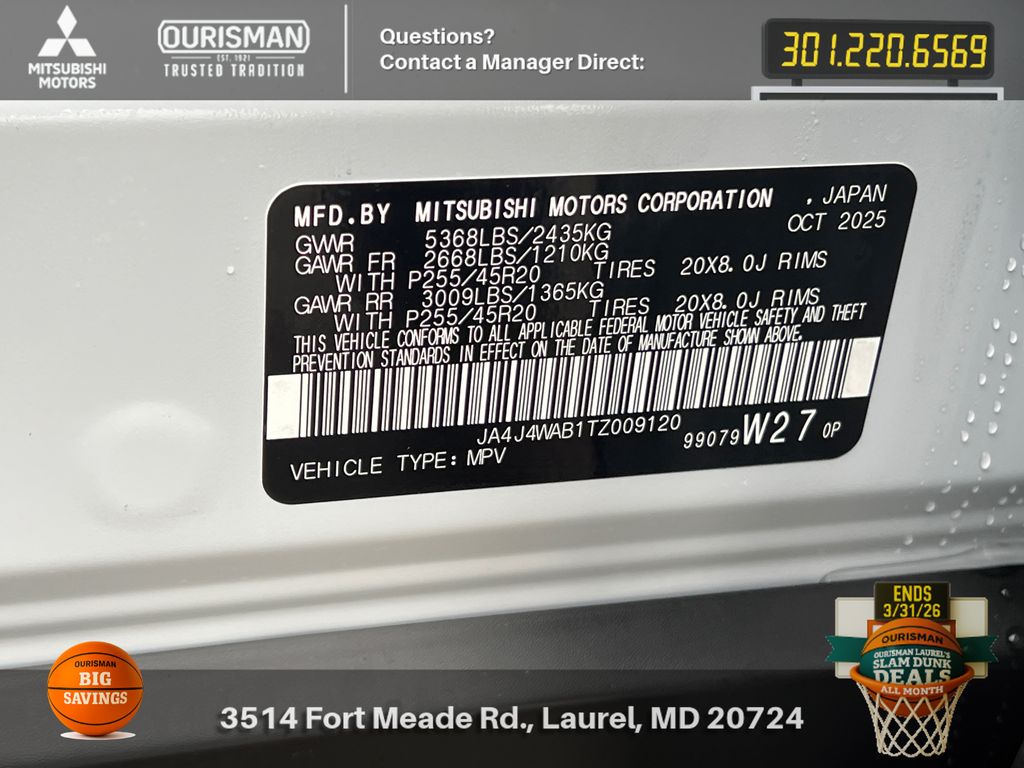 MITSUBISHI
MOTORS
OURISMAN
EST. 1921
TRUSTED TRADITION
Questions?
Contact a Manager Direct:
301.220.6569
MFD.BY MITSUBISHI MOTORS CORPORATION , JAPAN
OCT 2025
GVWR 5368LBS/2435KG
GAWR FR 2668LBS/1210KG
WITH P255/45R20 TIRES 20X8.0J RIMS
GAWR RR 3009LBS/1365KG
WITH P255/45R20 TIRES 20X8.0J RIMS
THIS VEHICLE CONFORMS TO ALL APPLICABLE FEDERAL MOTOR VEHICLE SAFETY AND THEFT
PREVENTION STANDARDS IN EFFECT ON THE DATE OF MANUFACTURE SHOWN ABOVE.
JA4J4WAB1TZ009120
99079 W27 0P
VEHICLE TYPE: MPV
ENDS
3/31/26
OURISMAN
OURISMAN LAUREL'S
SLAM DUNK
DEALS
ALL MONTH
OURISMAN
BIG
SAVINGS
3514 Fort Meade Rd., Laurel, MD 20724